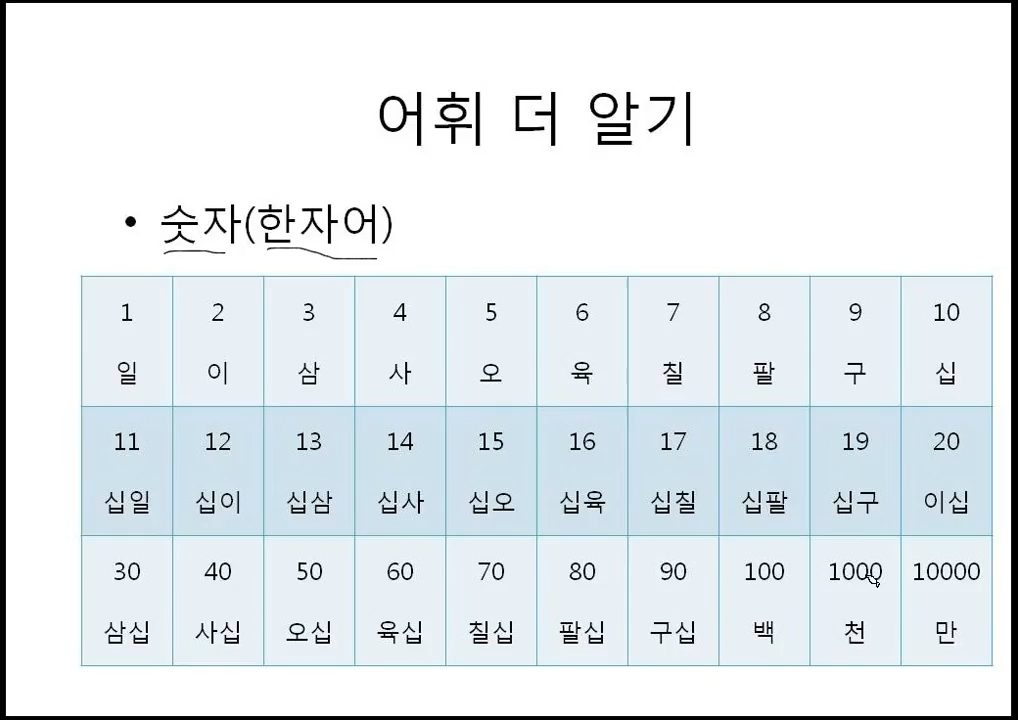 어휘 더 알기
• 숫자(한자어)
1 2 3 4 5 6 7 8 9 10
일 이 삼 사 오 육 칠 팔 구 십
11 12 13 14 15 16 17 18 19 20
십일 십이 십삼 십사 십오 십육 십칠 십팔 십구 이십
30 40 50 60 70 80 90 100 1000 10000
삼십 사십 오십 육십 칠십 팔십 구십 백 천 만